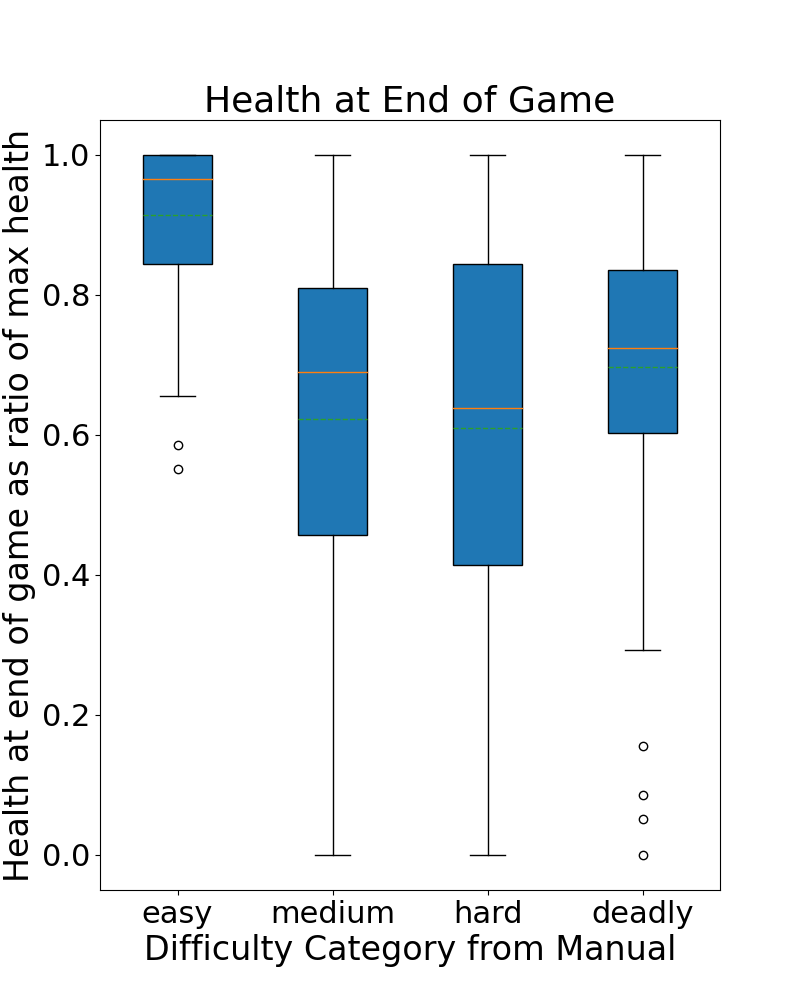 Health at End of Game
Health at end of game as ratio of max health
1.0
0.8
0.6
0.4
0.2
0.0
easy medium hard deadly
Difficulty Category from Manual